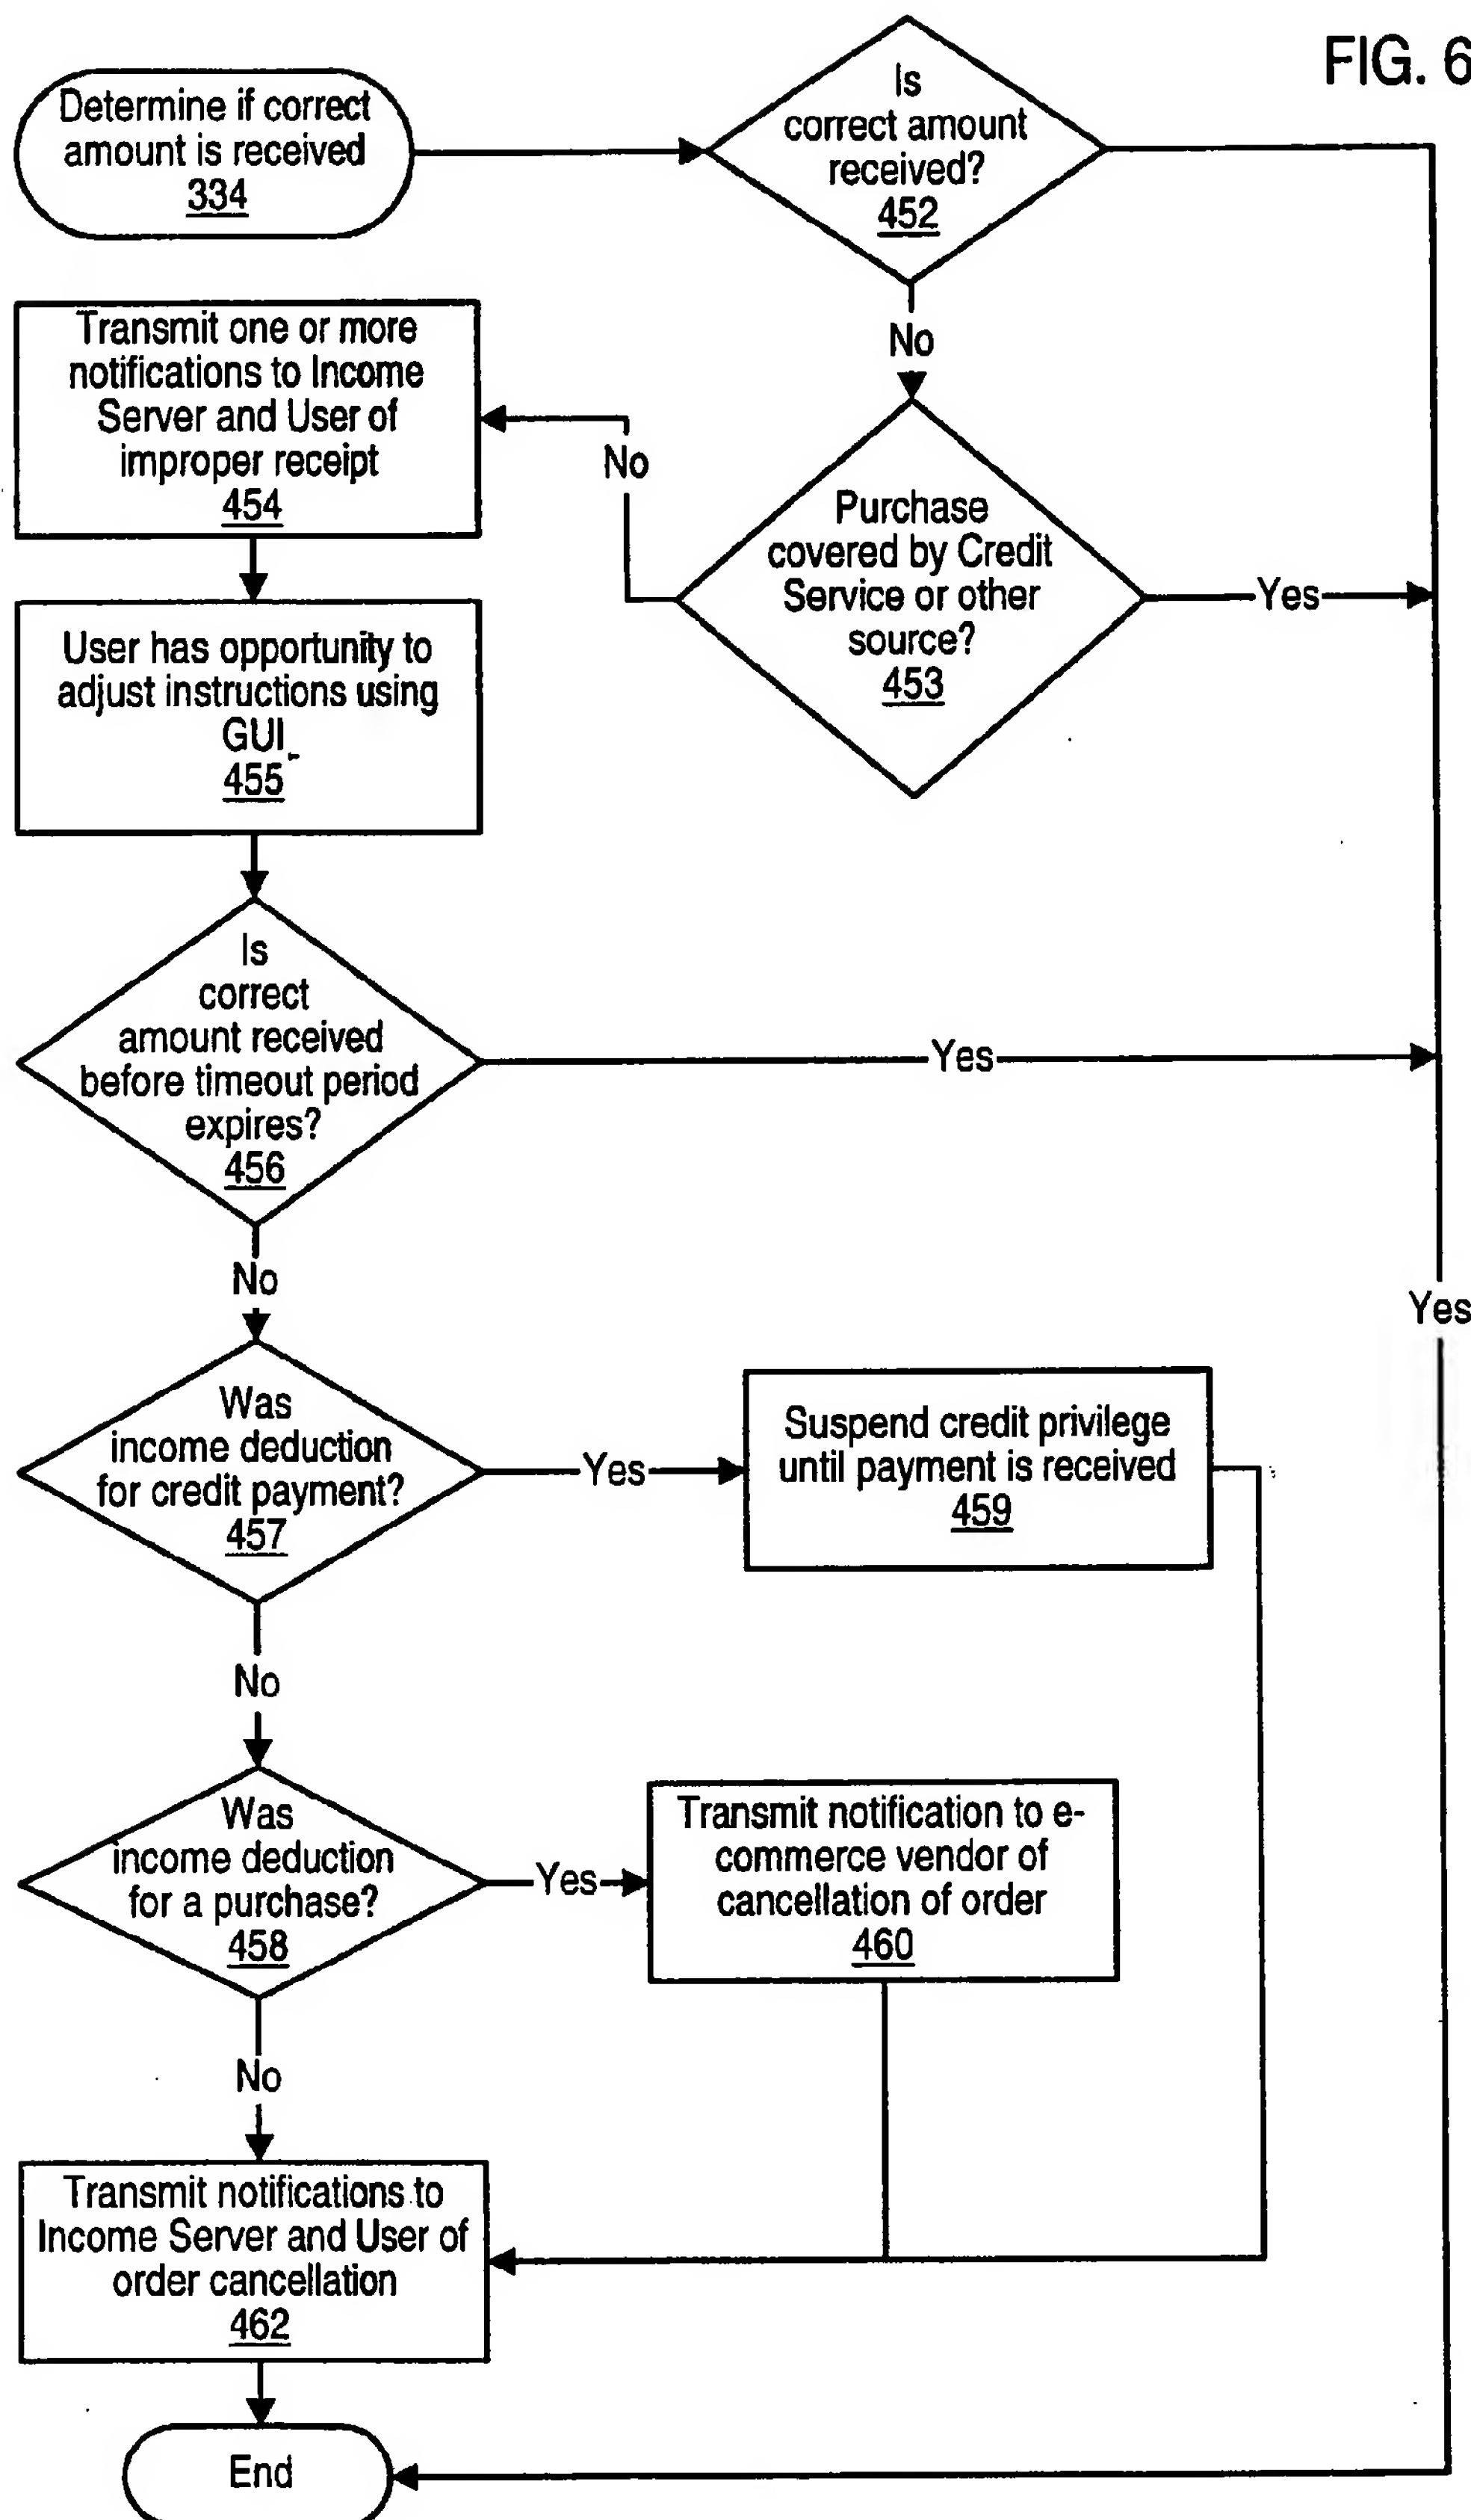 FIG. 6
Determine if correct
amount is received
334
Is
correct amount
received?
452
No
Transmit one or more
notifications to Income
Server and User of
improper receipt
454
No
Purchase
covered by Credit
Service or other
source?
453
Yes
User has opportunity to
adjust instructions using
GUI
455
Is
correct
amount received
before timeout period
expires?
456
Yes
No
Yes
Was
income deduction
for credit payment?
457
Yes
Suspend credit privilege
until payment is received
459
No
Was
income deduction
for a purchase?
458
Yes
Transmit notification to e-
commerce vendor of
cancellation of order
460
No
Transmit notifications to
Income Server and User of
order cancellation
462
End